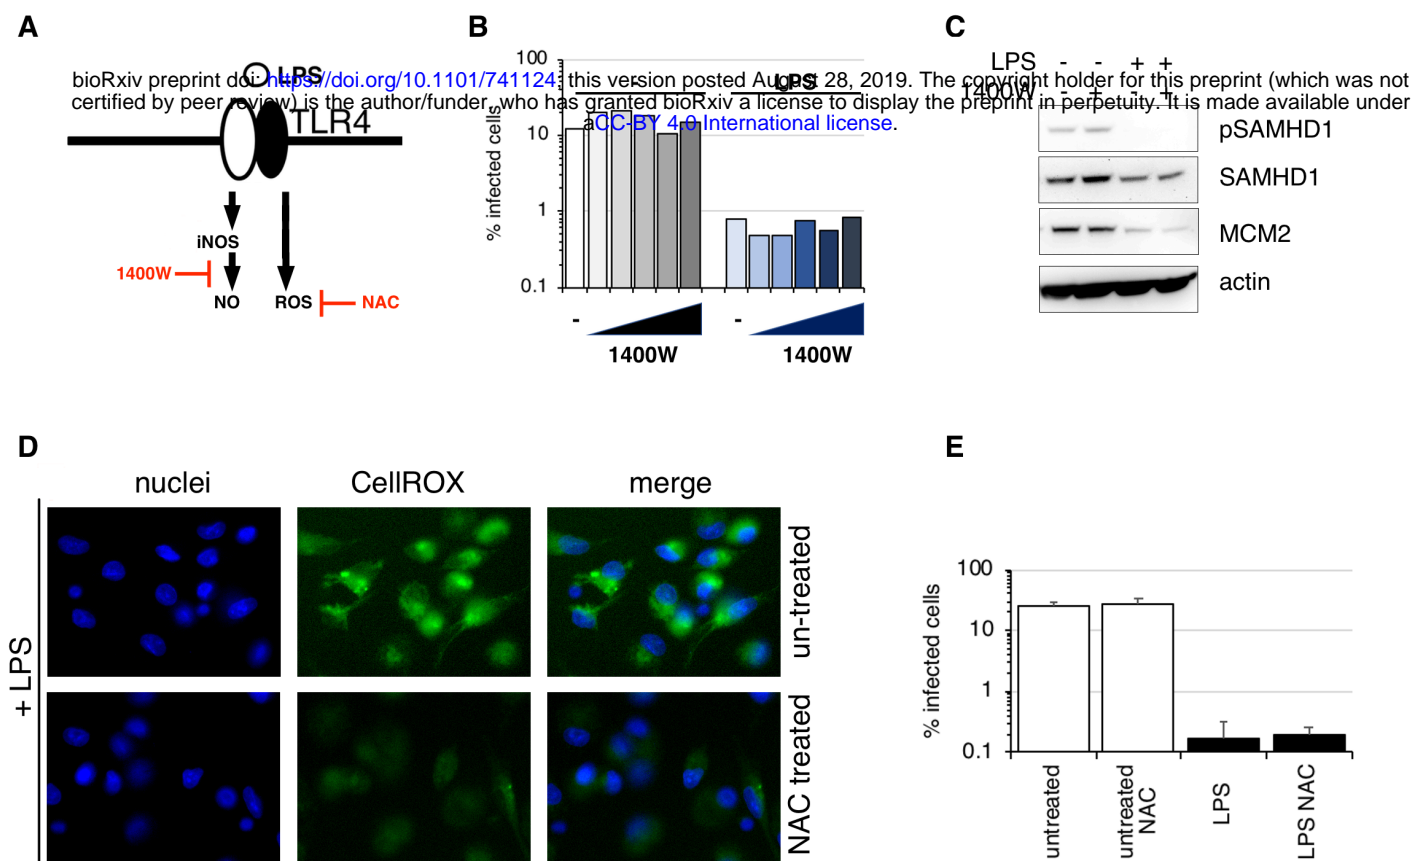 A
B
C
bioRxiv preprint doi: https://doi.org/10.1101/741124; this version posted August 28, 2019. The copyright holder for this preprint (which was not
certified by peer review) is the author/funder, who has granted bioRxiv a license to display the preprint in perpetuity. It is made available under
aCC-BY 4.0 International license.
LPS
TLR4
iNOS
1400W
NO
ROS
NAC
- LPS
100
10
1
0.1
% infected cells
- -
1400W 1400W
LPS - - + +
1400W - + - +
pSAMHD1
SAMHD1
MCM2
actin
D
E
nuclei CellROX merge
+ LPS
un-treated
NAC treated
100
10
1
0.1
% infected cells
untreated
untreated
NAC
LPS
LPS NAC